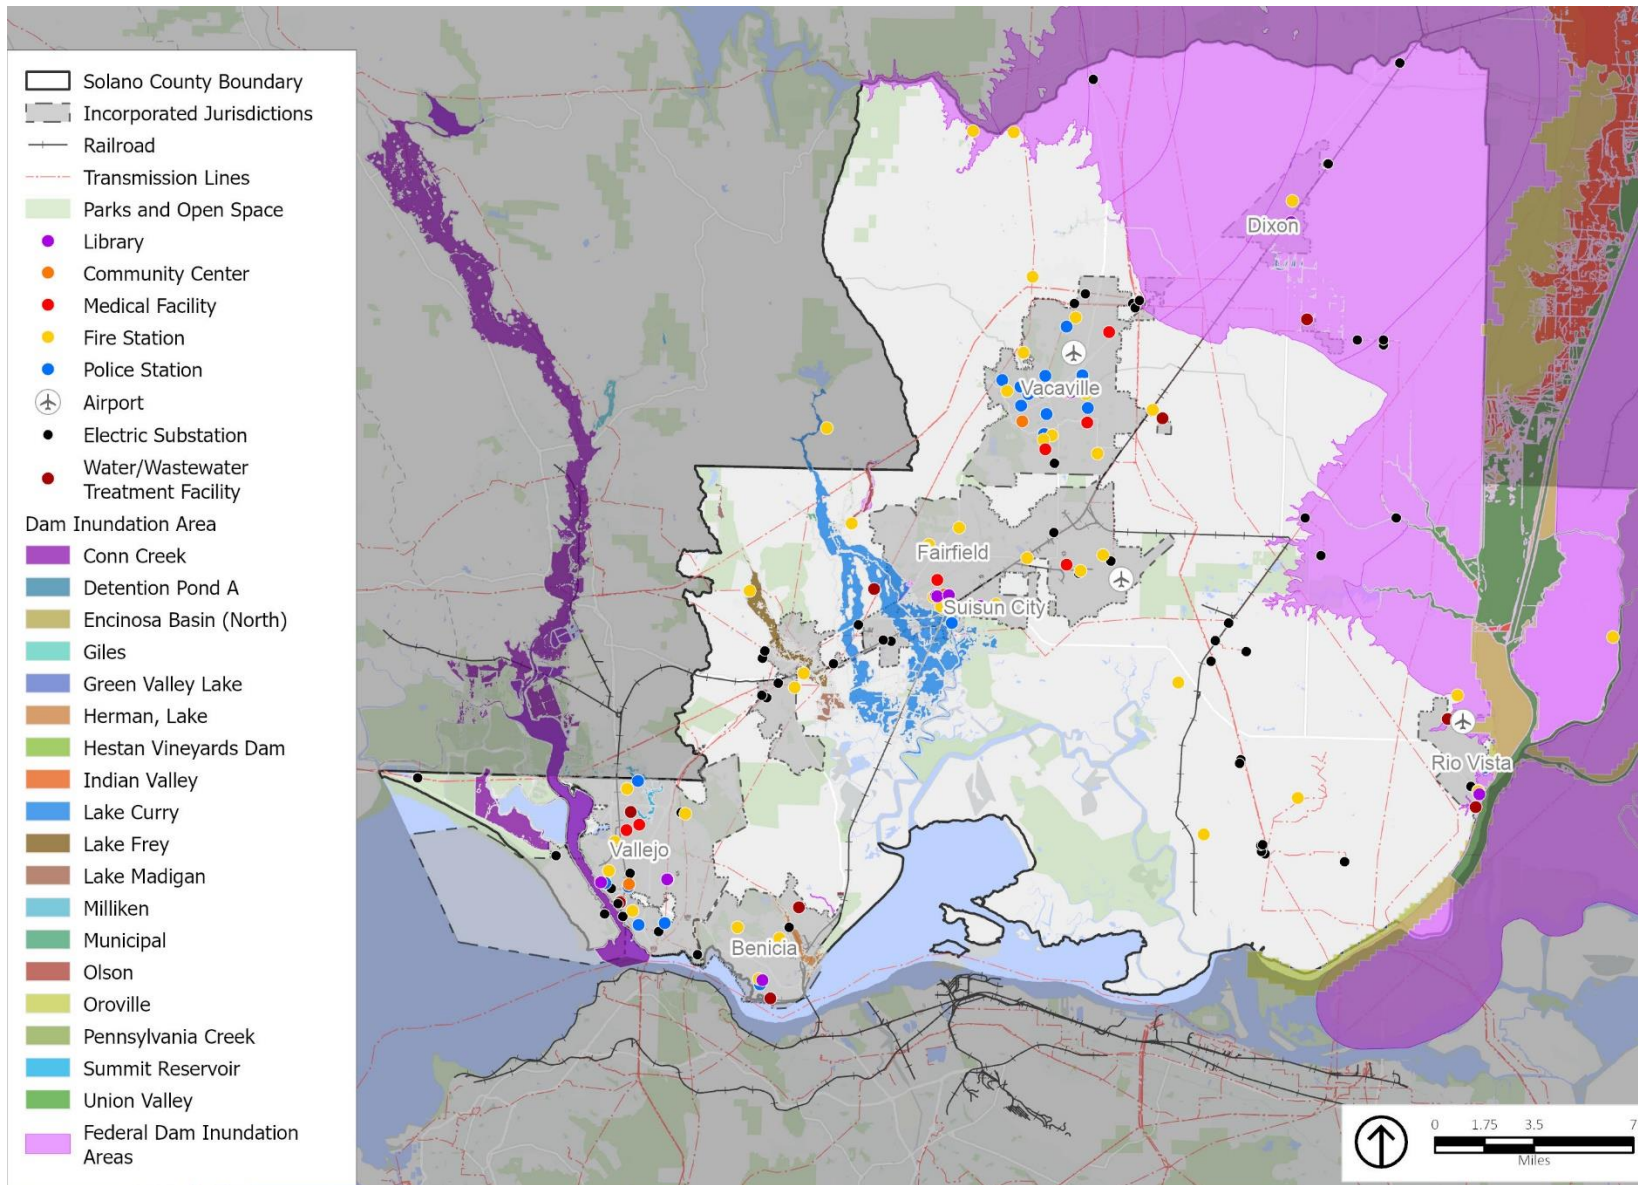 Solano County Boundary
Incorporated Jurisdictions
Railroad
Transmission Lines
Parks and Open Space
Library
Community Center
Medical Facility
Fire Station
Police Station
Airport
Electric Substation
Water/Wastewater
Treatment Facility
Dam Inundation Area
Conn Creek
Detention Pond A
Encinosa Basin (North)
Giles
Green Valley Lake
Herman, Lake
Hestan Vineyards Dam
Indian Valley
Lake Curry
Lake Frey
Lake Madigan
Milliken
Municipal
Olson
Oroville
Pennsylvania Creek
Summit Reservoir
Union Valley
Federal Dam Inundation
Areas
Dixon
Vacaville
Fairfield
Suisun City
Rio Vista
Vallejo
Benicia
0 1.75 3.5 7
Miles